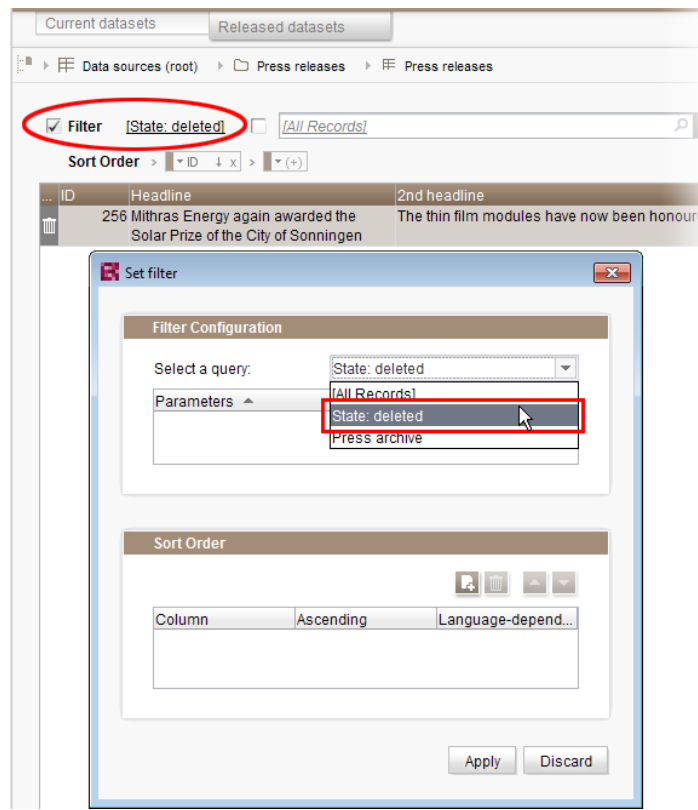 Current datasets Released datasets
Data sources (root) Press releases Press releases
Filter [State: deleted] [All Records]
Sort Order > ID ↓ x > (+)
... ID Headline 2nd headline
256 Mithras Energy again awarded the The thin film modules have now been honour
Solar Prize of the City of Sonningen
Set filter
Filter Configuration
Select a query: State: deleted
[All Records]
Parameters
State: deleted
Press archive
Sort Order
Column Ascending Language-depend...
Apply Discard